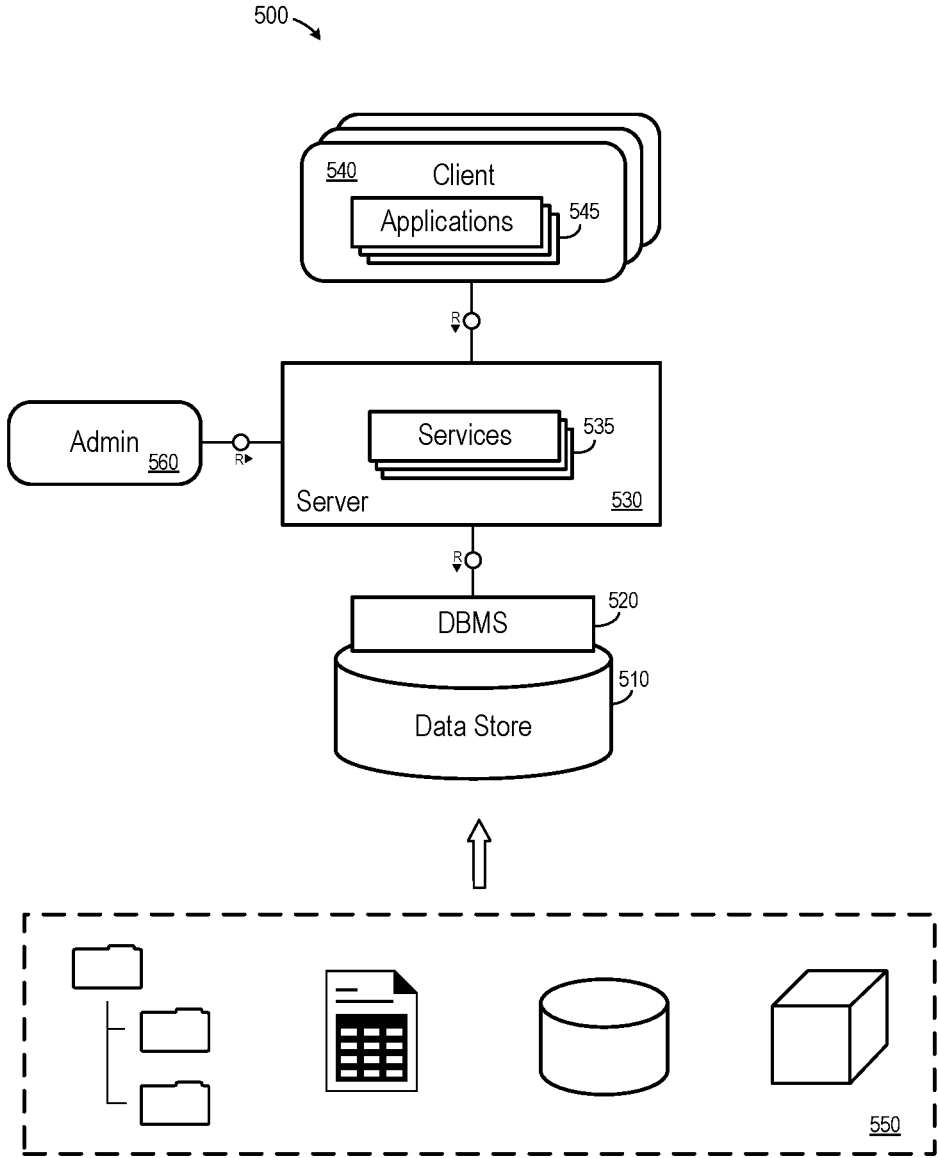 500
540
Client
Applications
545
R
Admin
560
R
Services
535
Server
530
R
DBMS
520
510
Data Store
550